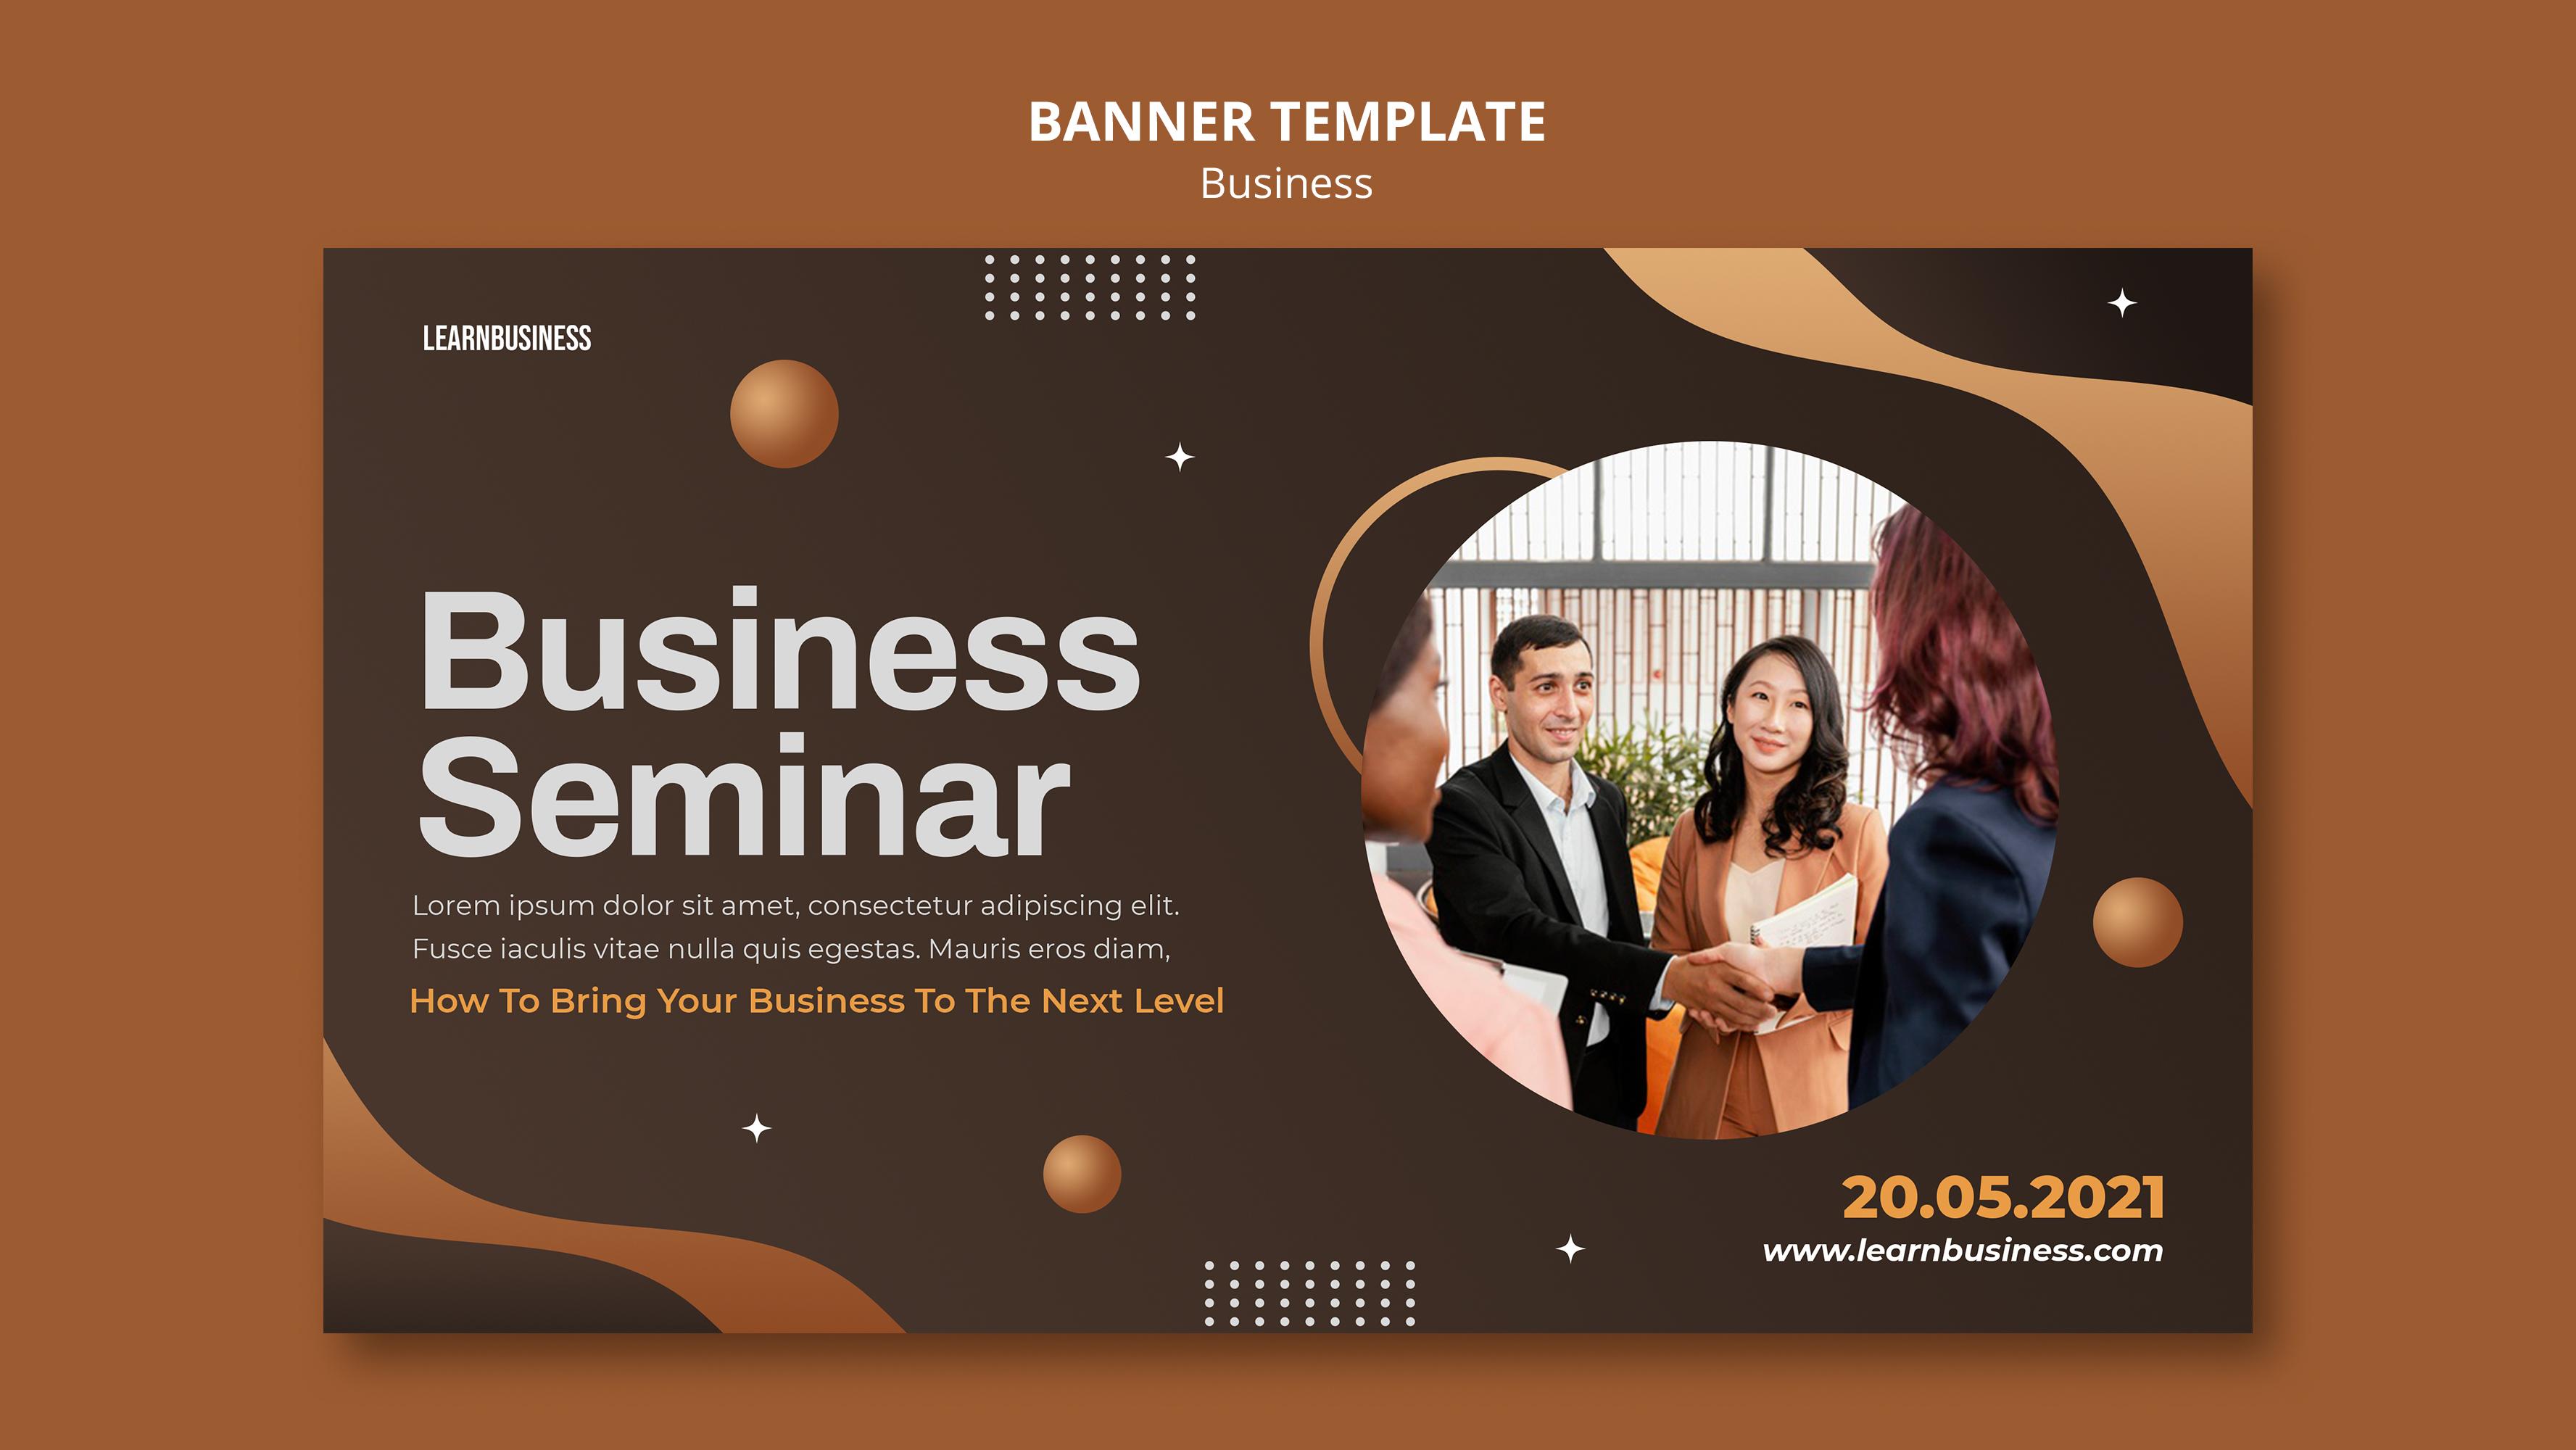 BANNER TEMPLATE
Business
LEARNBUSINESS
Business
Seminar
Lorem ipsum dolor sit amet, consectetur adipiscing elit.
Fusce iaculis vitae nulla quis egestas. Mauris eros diam,
How To Bring Your Business To The Next Level
20.05.2021
www.learnbusiness.com